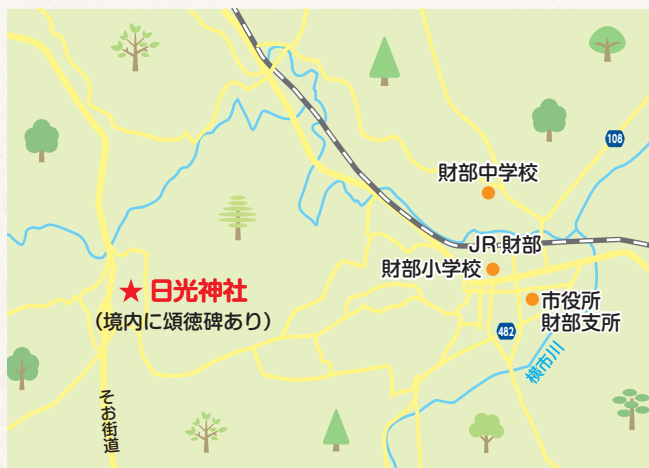 108
財部中学校
JR 財部
財部小学校
★ 日光神社
(境内に頌徳碑あり)
市役所
財部支所
482
横市川
そお街道